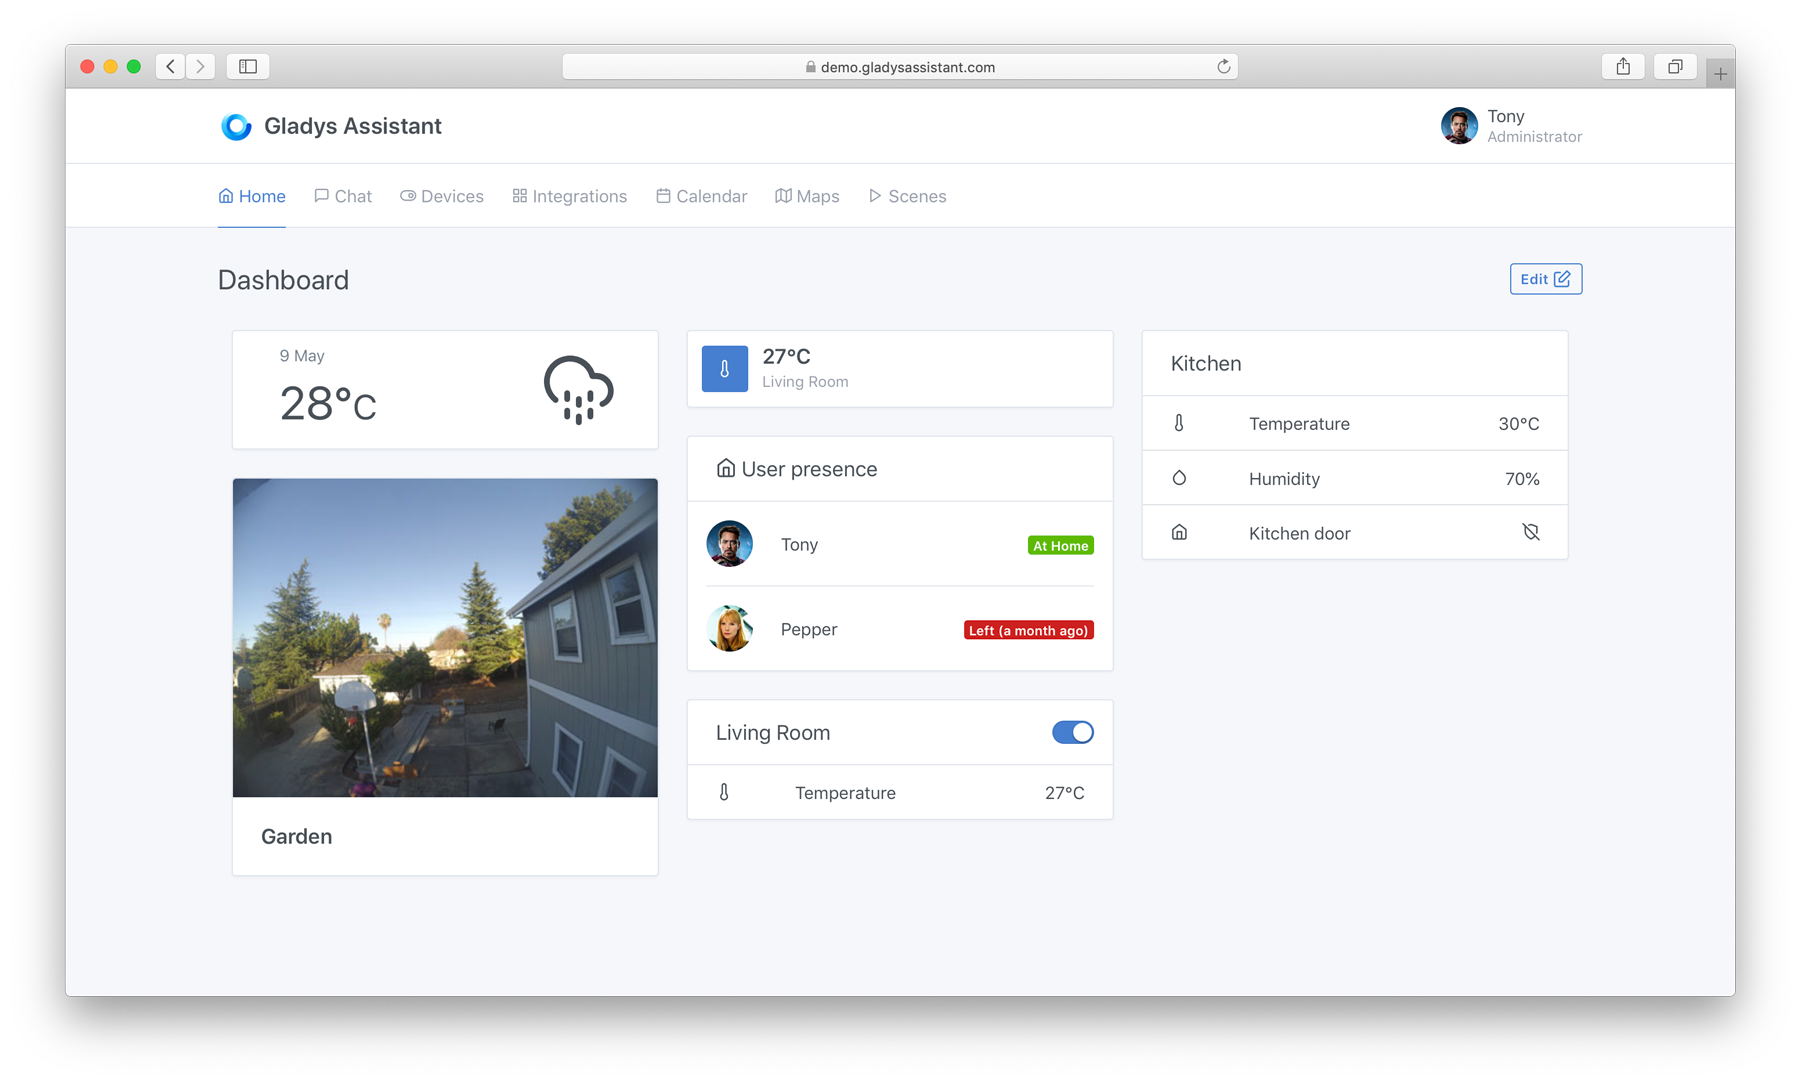 demo.gladysassistant.com
Gladys Assistant
Tony
Administrator
Home Chat Devices Integrations Calendar Maps Scenes
Dashboard
Edit
9 May
28°C
Garden
27°C
Living Room
User presence
Tony At Home
Pepper Left (a month ago)
Living Room
Temperature 27°C
Kitchen
Temperature 30°C
Humidity 70%
Kitchen door